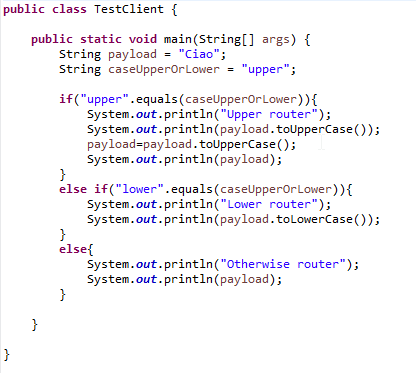 public class TestClient {
public static void main(String[] args) {
String payload = "Ciao";
String caseUpperOrLower = "upper";
if("upper".equals(caseUpperOrLower)){
System.out.println("Upper router");
System.out.println(payload.toUpperCase());
payload=payload.toUpperCase();
System.out.println(payload);
}
else if("lower".equals(caseUpperOrLower)){
System.out.println("Lower router");
System.out.println(payload.toLowerCase());
}
else{
System.out.println("Otherwise router");
System.out.println(payload);
}
}
}